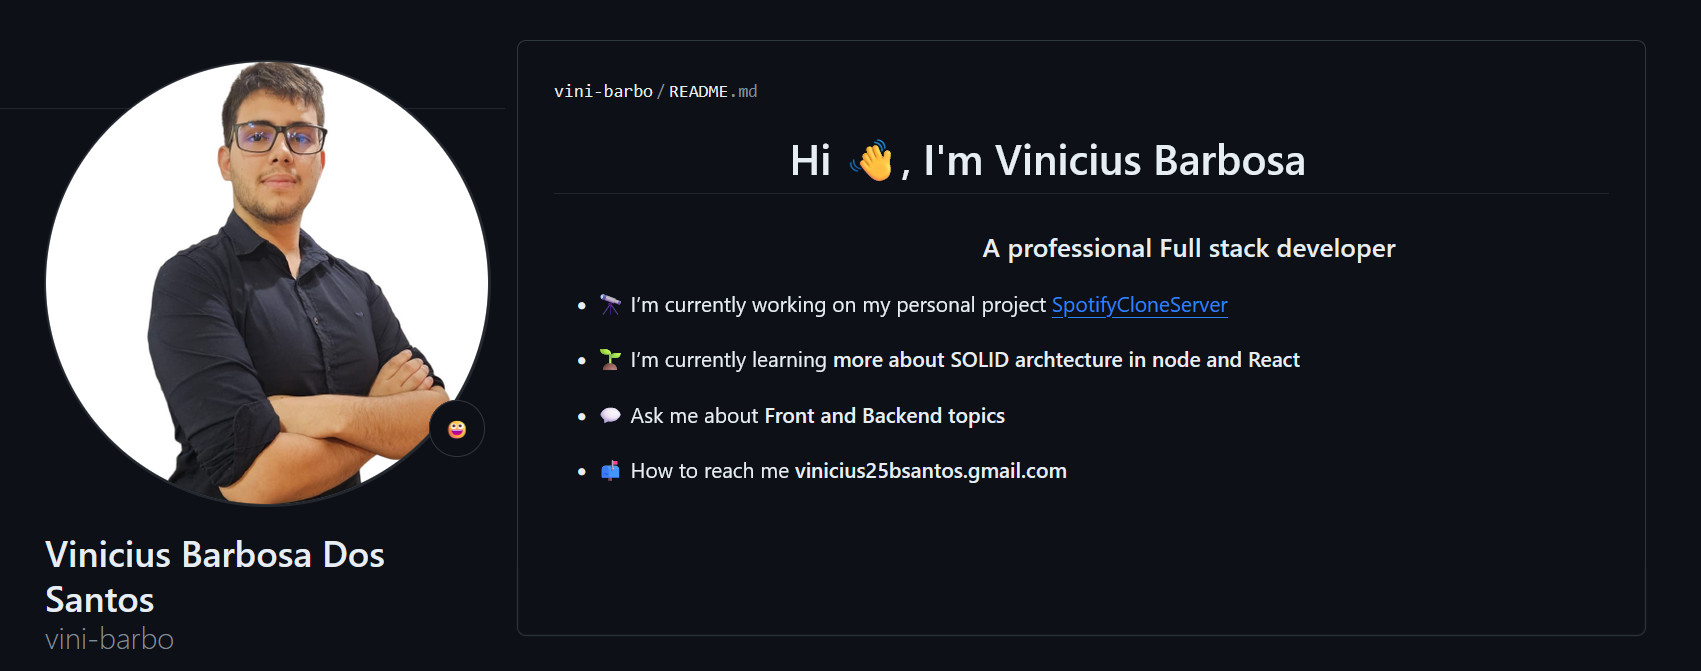 vini-barbo/README.md
Hi 👋, I'm Vinicius Barbosa
A professional Full stack developer
• 🔭 I’m currently working on my personal project SpotifyCloneServer
• 🌱 I’m currently learning more about SOLID archtecture in node and React
• 💬 Ask me about Front and Backend topics
• 📫 How to reach me vinicius25bsantos.gmail.com
Vinicius Barbosa Dos
Santos
vini-barbo